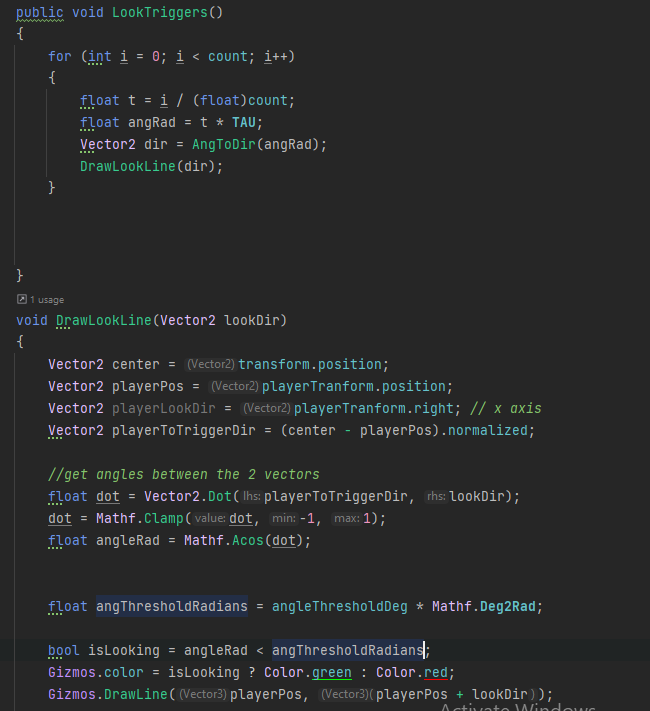 public void LookTriggers()
{
for (int i = 0; i < count; i++)
{
float t = i / (float)count;
float angRad = t * TAU;
Vector2 dir = AngToDir(angRad);
DrawLookLine(dir);
}
}
1 usage
void DrawLookLine(Vector2 lookDir)
{
Vector2 center = (Vector2)transform.position;
Vector2 playerPos = (Vector2)playerTranform.position;
Vector2 playerLookDir = (Vector2)playerTranform.right; // x axis
Vector2 playerToTriggerDir = (center - playerPos).normalized;
//get angles between the 2 vectors
float dot = Vector2.Dot(lhs:playerToTriggerDir, rhs:lookDir);
dot = Mathf.Clamp(value:dot, min:-1, max:1);
float angleRad = Mathf.Acos(dot);
float angThresholdRadians = angleThresholdDeg * Mathf.Deg2Rad;
bool isLooking = angleRad < angThresholdRadians;
Gizmos.color = isLooking ? Color.green : Color.red;
Gizmos.DrawLine((Vector3)playerPos, (Vector3)(playerPos + lookDir));
Activate Windows